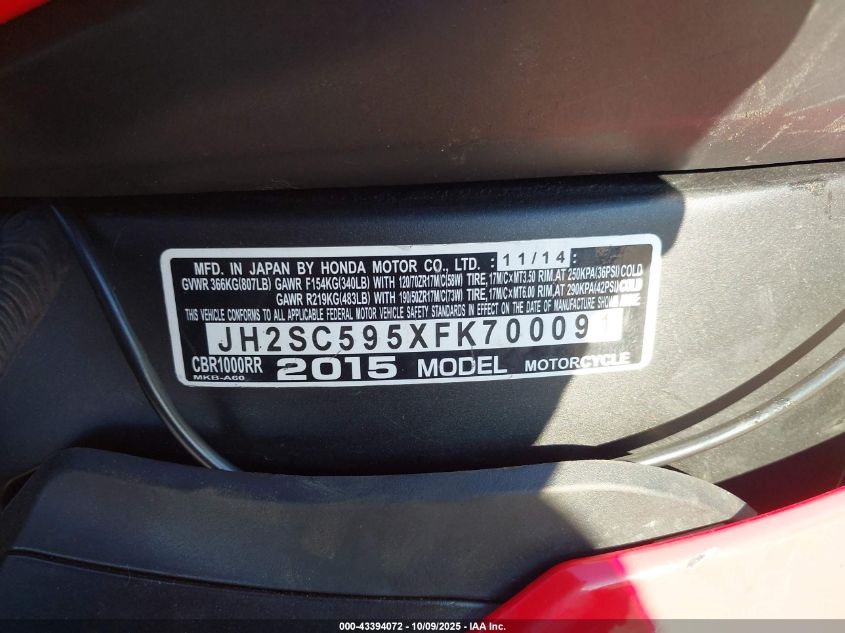 MFD. IN JAPAN BY HONDA MOTOR CO., LTD. :11/14:
GVWR 366KG(807LB) GAWR F154KG(340LB) WITH 120/70ZR17M/C(58W) TIRE, 17M/C×MT3.50 RIM. AT 250KPA(36PSI)COLD
GAWR R219KG(483LB) WITH 190/50ZR17M/C(73W) TIRE, 17M/C×MT6.00 RIM. AT 290KPA(42PSI)COLD
THIS VEHICLE CONFORMS TO ALL APPLICABLE FEDERAL MOTOR VEHICLE SAFETY STANDARDS IN EFFECT ON THE DATE OF MANUFACTURE SHOWN ABOVE.
JH2SC595XFK700091
CBR1000RR 2015 MODEL MOTORCYCLE
MKB-A60
000-43394072 - 10/09/2025 - IAA Inc.